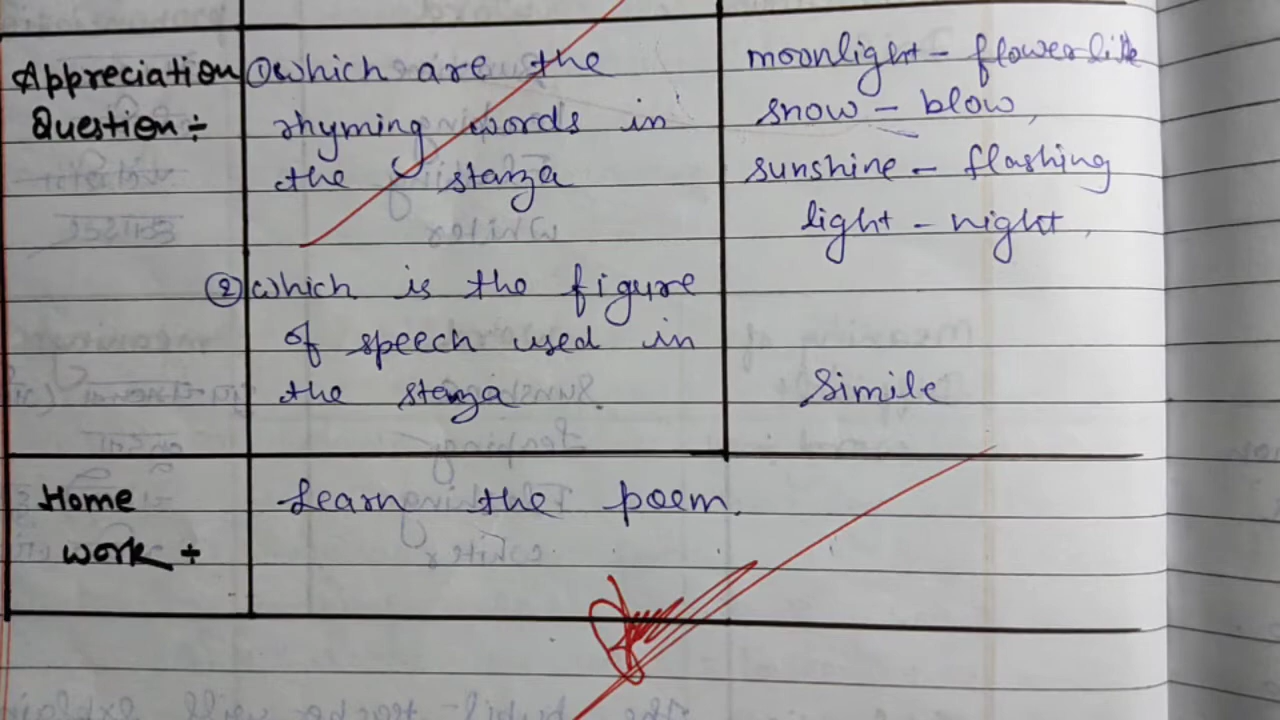 Appreciation Question ÷
① which are the
rhyming words in
the stanza
moonlight - flowerlike
snow - blow,
sunshine - flashing
light - night,
② which is the figure
of speech used in
the stanza.
Simile
Home work ÷
Learn the poem.